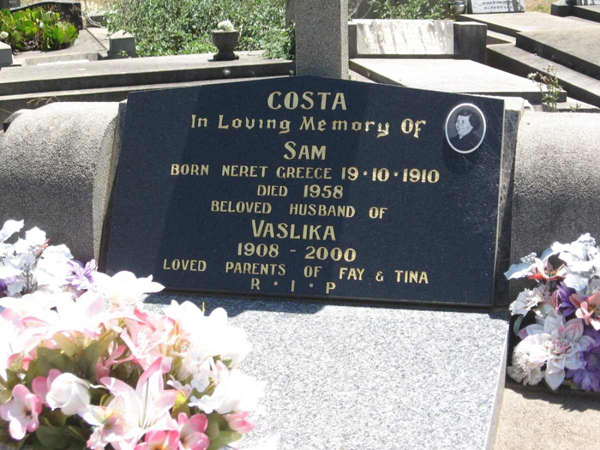 COSTA
In Loving Memory Of
SAM
BORN NERET GREECE 19·10·1910
DIED 1958
BELOVED HUSBAND OF
VASLIKA
1908 - 2000
LOVED PARENTS OF FAY & TINA
R·I·P